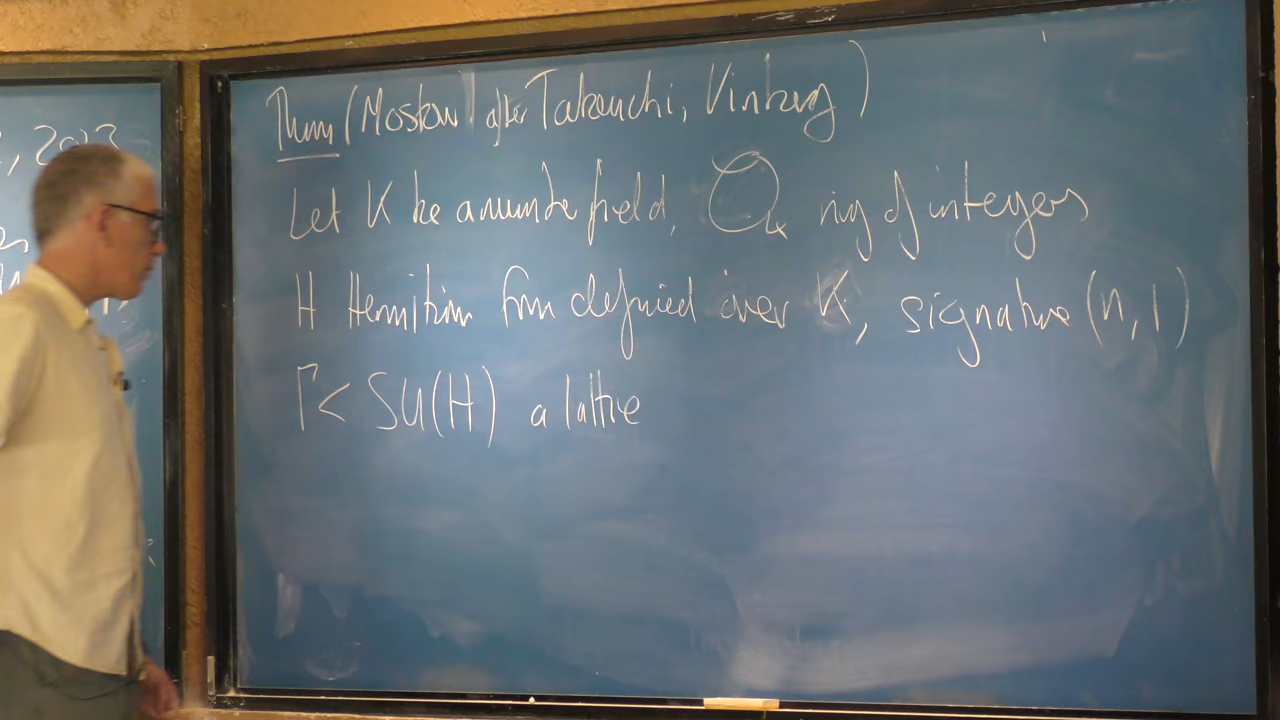 , 2023
Thm (Mostow after Takeuchi, Vinberg)
Let K be a number field, O_K ring of integers
H Hermitian form defined over K, signature (n, 1)
Γ < SU(H) a lattice